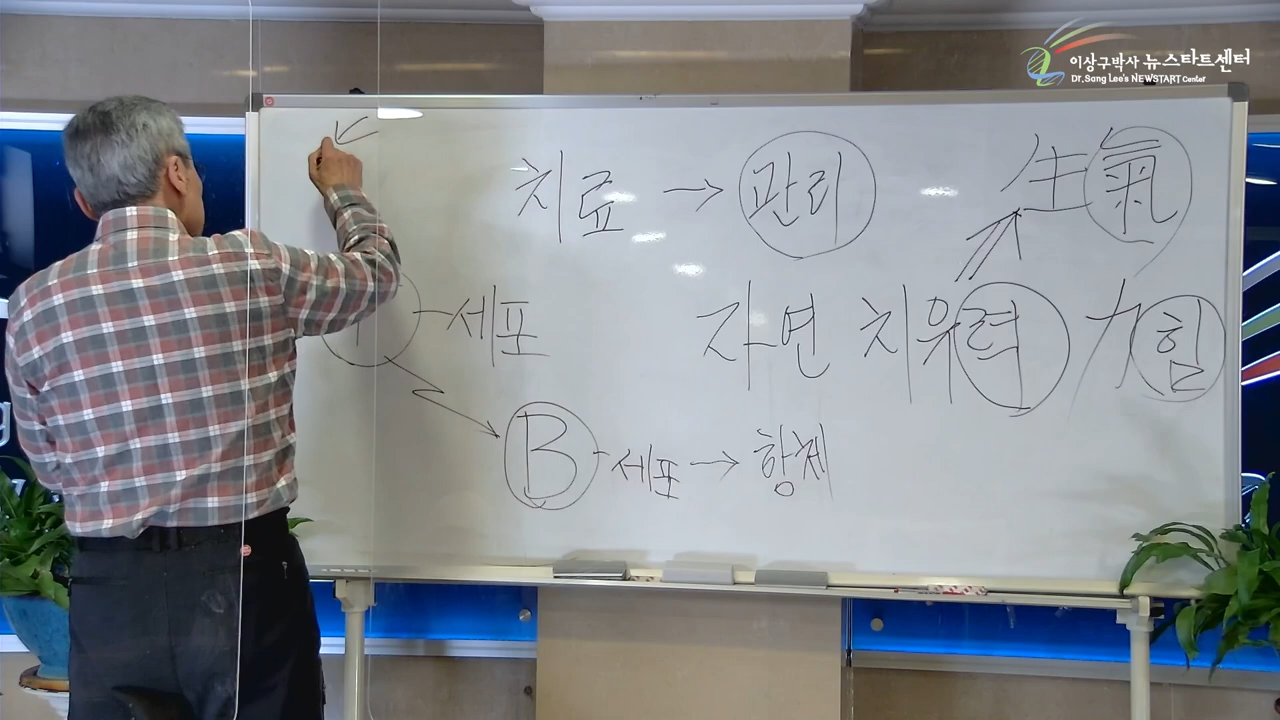 이상구박사 뉴스타트센터
Dr. Sang Lee's NEWSTART Center
치료 → 관리
生氣
자연 치유력 力 힘
세포
B - 세포 → 항체